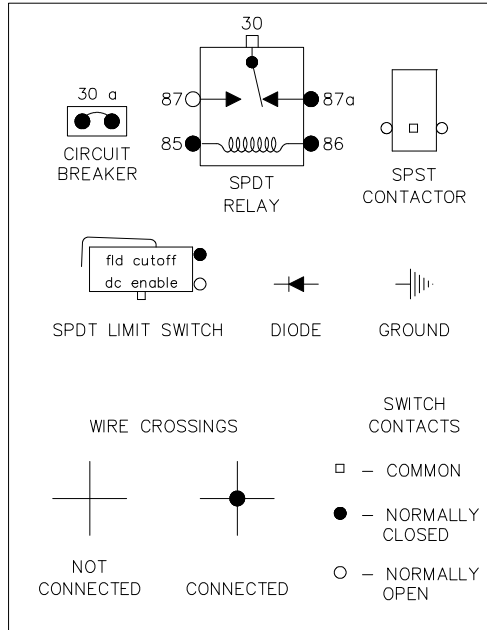 30
30 a
87
87a
85
86
CIRCUIT
BREAKER
SPDT
RELAY
SPST
CONTACTOR
fld cutoff
dc enable
SPDT LIMIT SWITCH
DIODE
GROUND
WIRE CROSSINGS
NOT
CONNECTED
CONNECTED
SWITCH
CONTACTS
– COMMON
– NORMALLY
CLOSED
– NORMALLY
OPEN